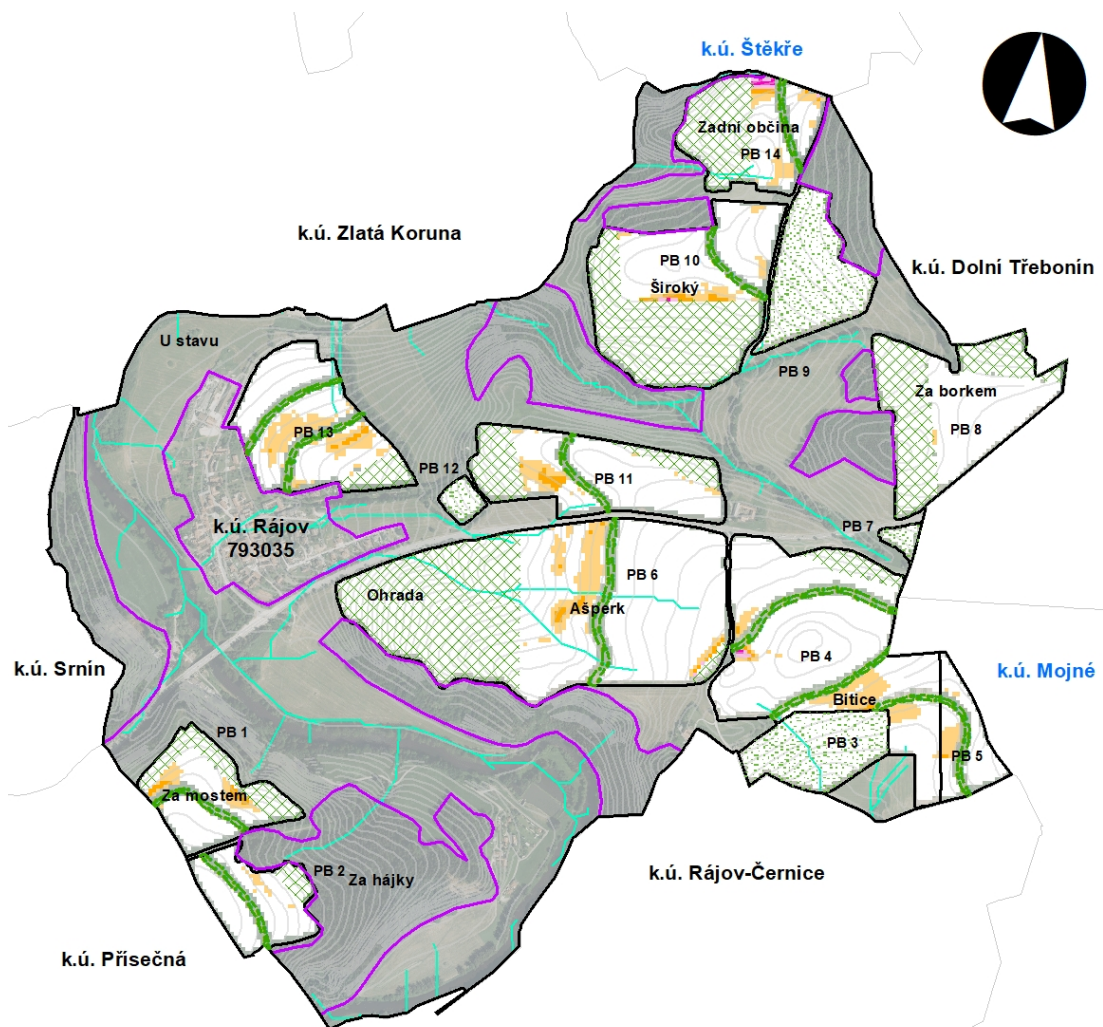 k.ú. Štěkře
Zadní občina
PB 14
k.ú. Zlatá Koruna
PB 10
Široký
k.ú. Dolní Třebonín
U stavu
PB 9
Za borkem
PB 8
PB 13
PB 12
PB 11
k.ú. Rájov
793035
PB 7
Ohrada
PB 6
Ašperk
k.ú. Srnín
PB 4
k.ú. Mojné
Bitice
PB 1
PB 3
PB 5
Za mostem
PB 2
Za hájky
k.ú. Rájov-Černice
k.ú. Přísečná